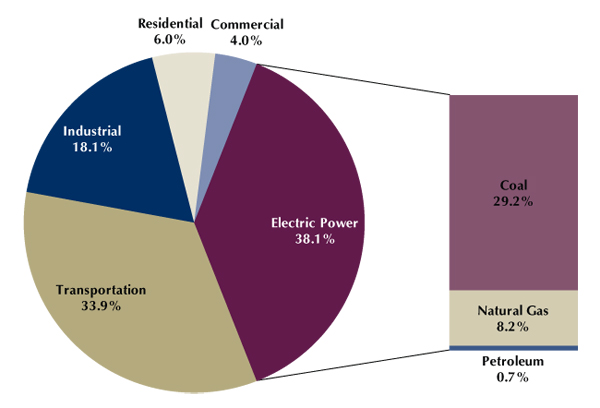 Residential
6.0%
Commercial
4.0%
Industrial
18.1%
Electric Power
38.1%
Transportation
33.9%
Coal
29.2%
Natural Gas
8.2%
Petroleum
0.7%